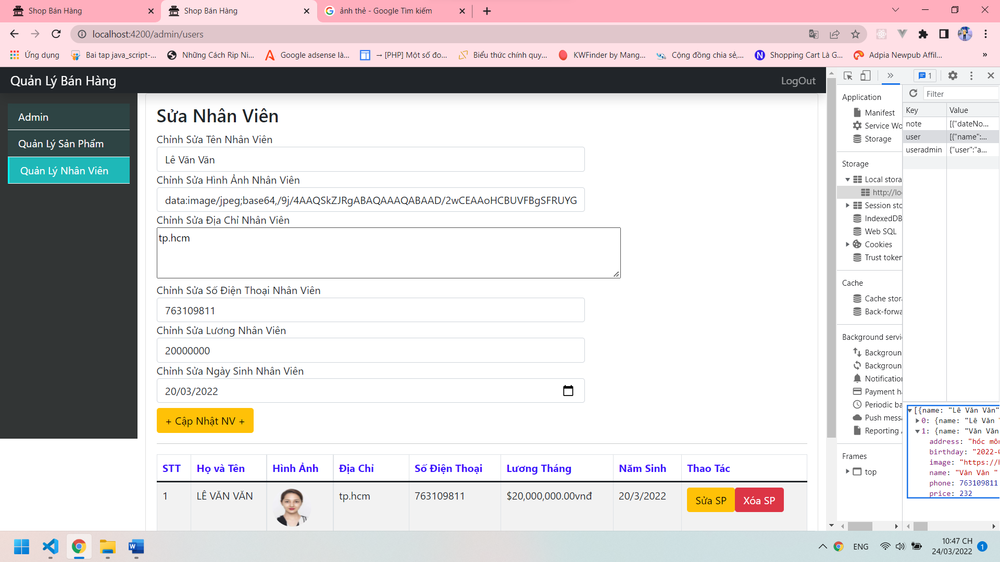 Shop Bán Hàng
Shop Bán Hàng
ảnh thẻ - Google Tìm kiếm
localhost:4200/admin/users
Ứng dụng
Bai tap java_script-...
Những Cách Rip Ni...
Google adsense là...
→ [PHP] Một số đo...
Biểu thức chính quy...
KWFinder by Mang...
Cộng đồng chia sẻ,...
Shopping Cart Là G...
Adpia Newpub Affil...
»
Quản Lý Bán Hàng
LogOut
Admin
Quản Lý Sản Phẩm
Quản Lý Nhân Viên
Sửa Nhân Viên
Chỉnh Sửa Tên Nhân Viên
Lê Văn Văn
Chỉnh Sửa Hình Ảnh Nhân Viên
data:image/jpeg;base64,/9j/4AAQSkZJRgABAQAAAQABAAD/2wCEAAoHCBUVFBgSFRUYG
Chỉnh Sửa Địa Chỉ Nhân Viên
tp.hcm
Chỉnh Sửa Số Điện Thoại Nhân Viên
763109811
Chỉnh Sửa Lương Nhân Viên
20000000
Chỉnh Sửa Ngày Sinh Nhân Viên
20/03/2022
+ Cập Nhật NV +
STT Họ và Tên Hình Ảnh Địa Chỉ Số Điện Thoại Lương Tháng Năm Sinh Thao Tác
1 LÊ VĂN VĂN tp.hcm 763109811 $20,000,000.00vnđ 20/3/2022 Sửa SP Xóa SP
» 1
Application
Manifest
Service Wo
Storage
Storage
Local stora
http://lo
Session sto
IndexedDB
Web SQL
Cookies
Trust token
Cache
Cache stor
Back-forwa
Background servi
Backgroun
Backgroun
Notification
Payment ha
Periodic ba
Push messa
Reporting
Frames
top
Filter
Key Value
note [{"dateNo...
user [{"name":...
useradmin {"user":"a...
[{name: "Lê Văn Văn"
0: {name: "Lê Văn
1: {name: "Văn Văn
address: "hóc môn
birthday: "2022-
image: "https://
name: "Văn Văn "
phone: 763109811
price: 232
W
ENG
10:47 CH
24/03/2022
1